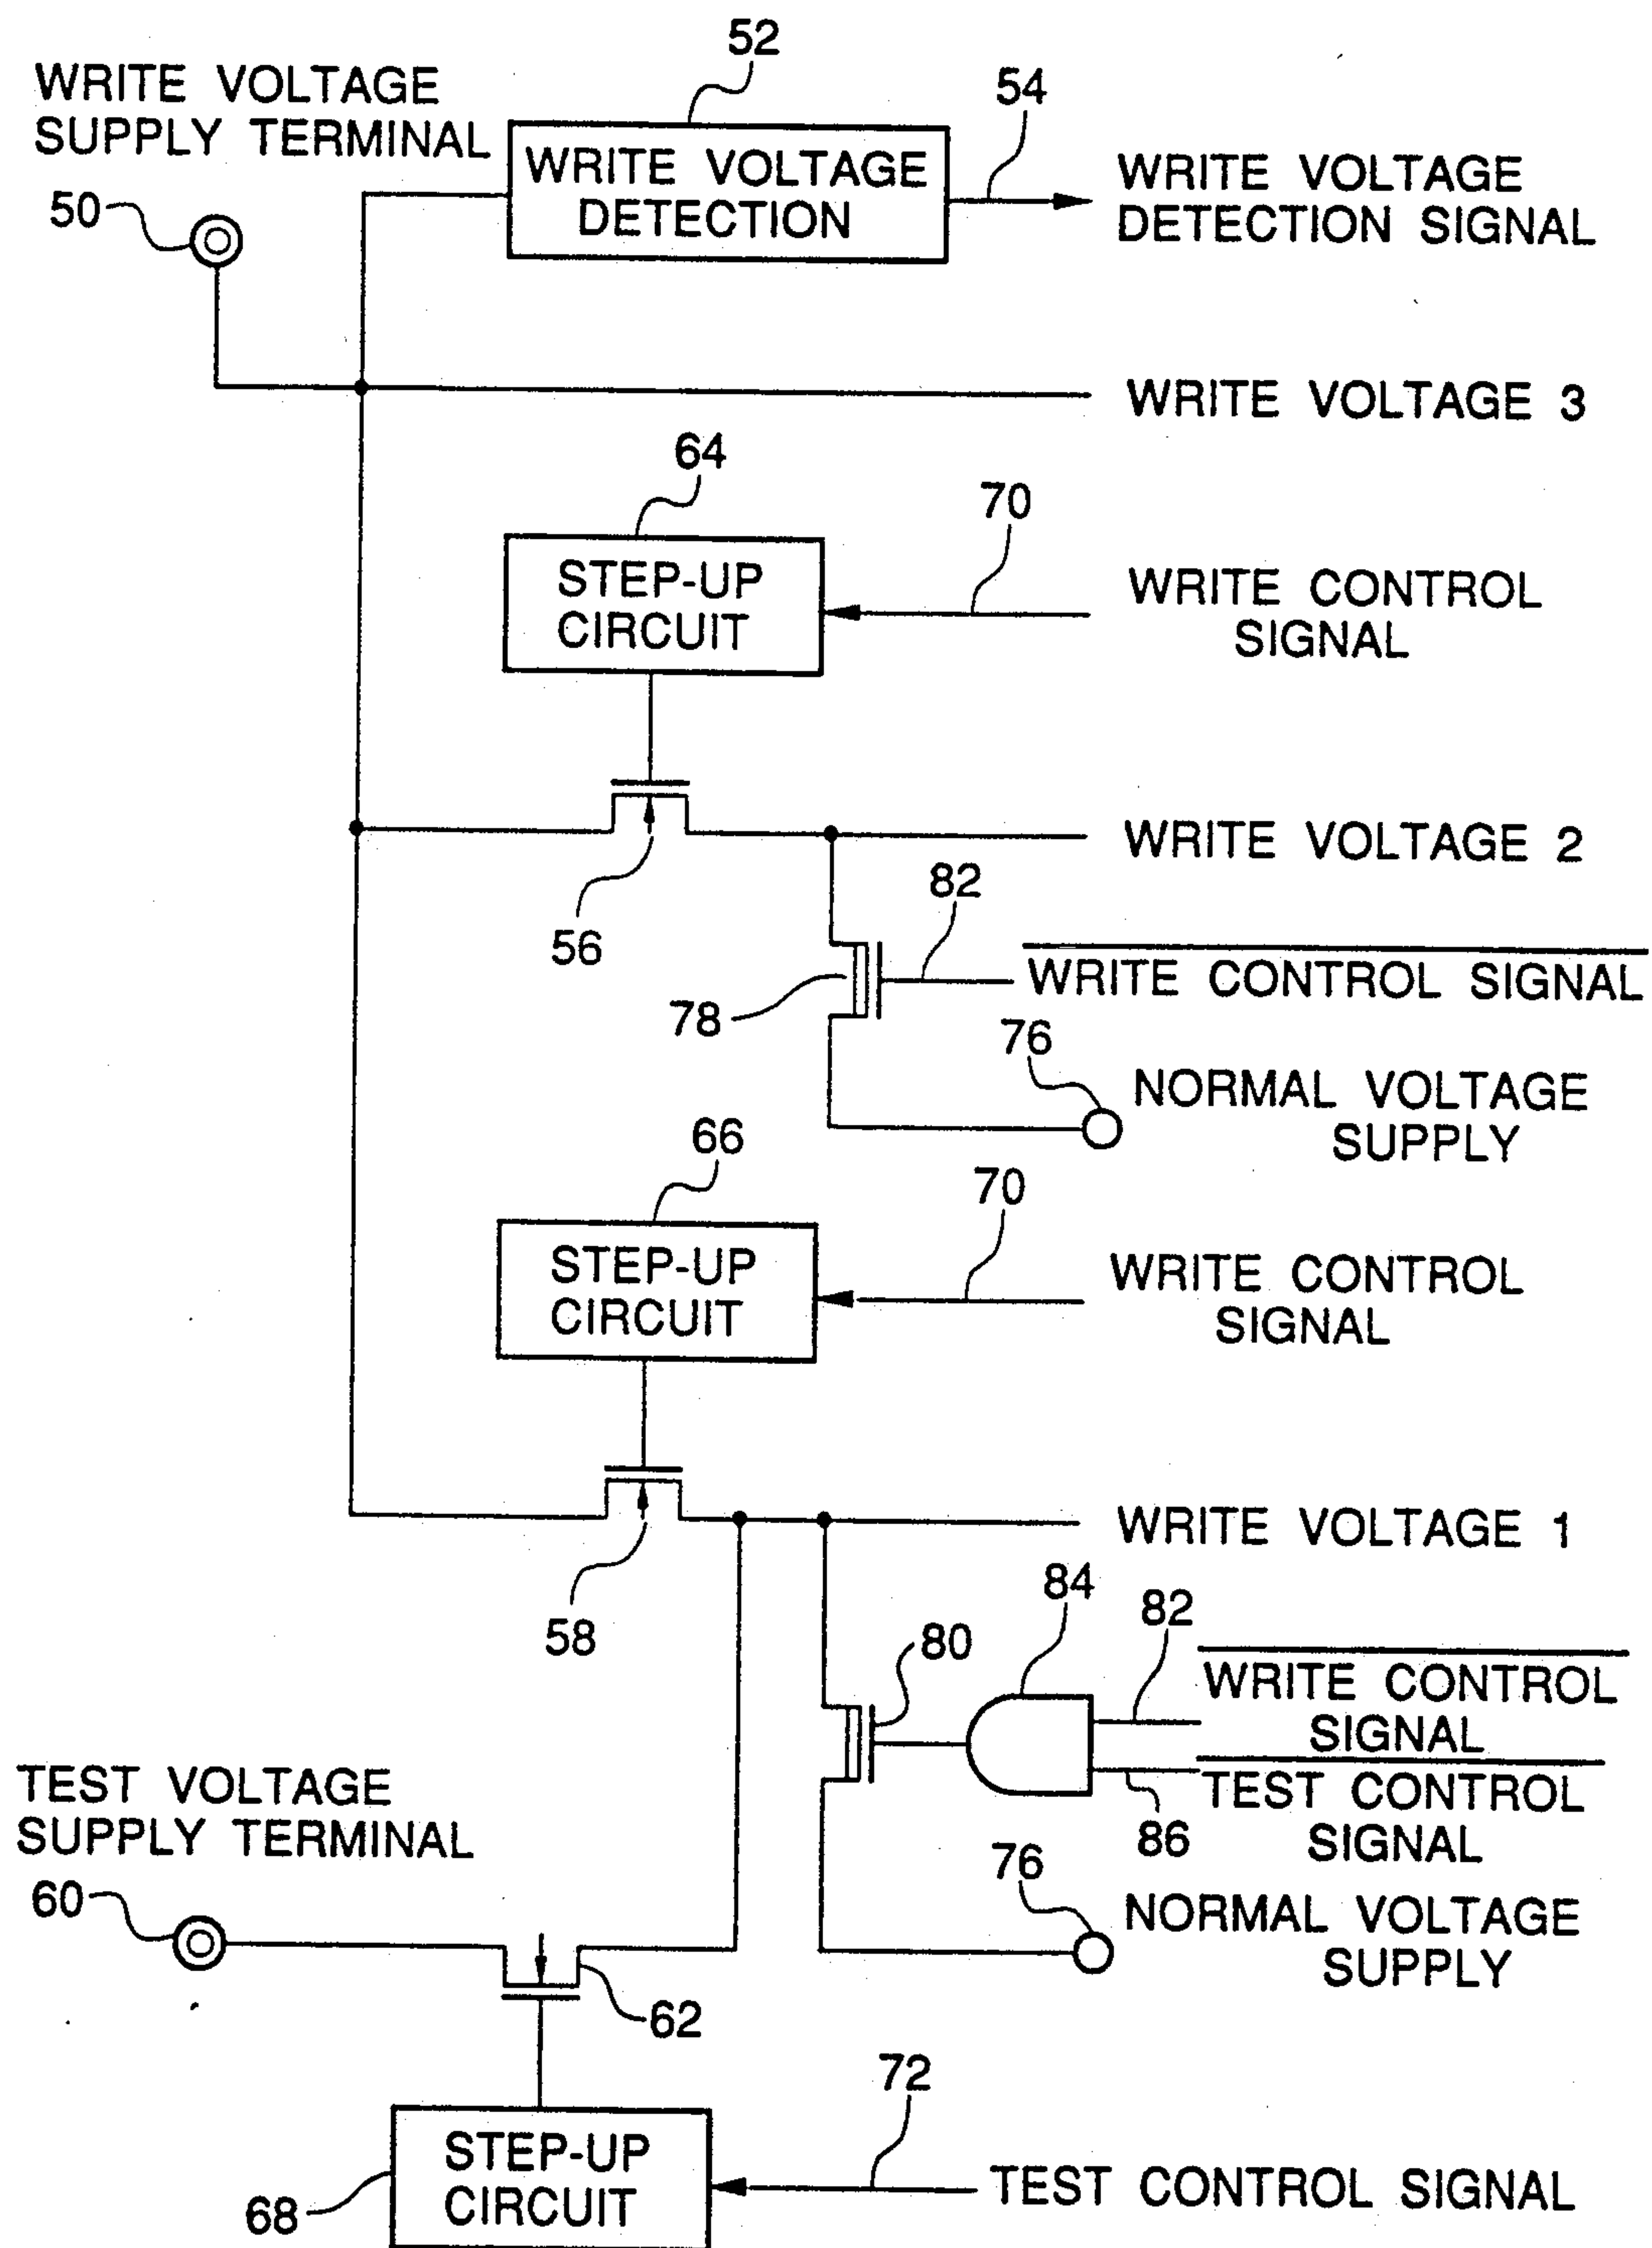 52
WRITE VOLTAGE
SUPPLY TERMINAL
54
WRITE VOLTAGE
DETECTION
WRITE VOLTAGE
DETECTION SIGNAL
50
WRITE VOLTAGE 3
64
70
STEP-UP
CIRCUIT
WRITE CONTROL
SIGNAL
WRITE VOLTAGE 2
56
82
WRITE CONTROL SIGNAL
78
76
NORMAL VOLTAGE
SUPPLY
66
70
STEP-UP
CIRCUIT
WRITE CONTROL
SIGNAL
WRITE VOLTAGE 1
58
84
82
80
WRITE CONTROL
SIGNAL
TEST CONTROL
SIGNAL
86
TEST VOLTAGE
SUPPLY TERMINAL
60
76
NORMAL VOLTAGE
SUPPLY
62
72
STEP-UP
CIRCUIT
68
TEST CONTROL SIGNAL